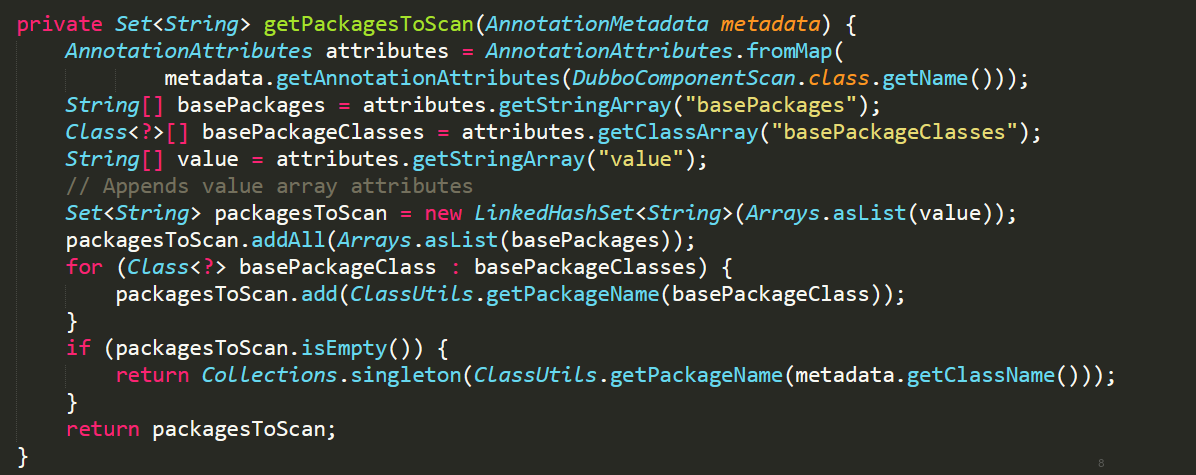 private Set<String> getPackagesToScan(AnnotationMetadata metadata) {
    AnnotationAttributes attributes = AnnotationAttributes.fromMap(
            metadata.getAnnotationAttributes(DubboComponentScan.class.getName()));
    String[] basePackages = attributes.getStringArray("basePackages");
    Class<?>[] basePackageClasses = attributes.getClassArray("basePackageClasses");
    String[] value = attributes.getStringArray("value");
    // Appends value array attributes
    Set<String> packagesToScan = new LinkedHashSet<String>(Arrays.asList(value));
    packagesToScan.addAll(Arrays.asList(basePackages));
    for (Class<?> basePackageClass : basePackageClasses) {
        packagesToScan.add(ClassUtils.getPackageName(basePackageClass));
    }
    if (packagesToScan.isEmpty()) {
        return Collections.singleton(ClassUtils.getPackageName(metadata.getClassName()));
    }
    return packagesToScan;
}
8